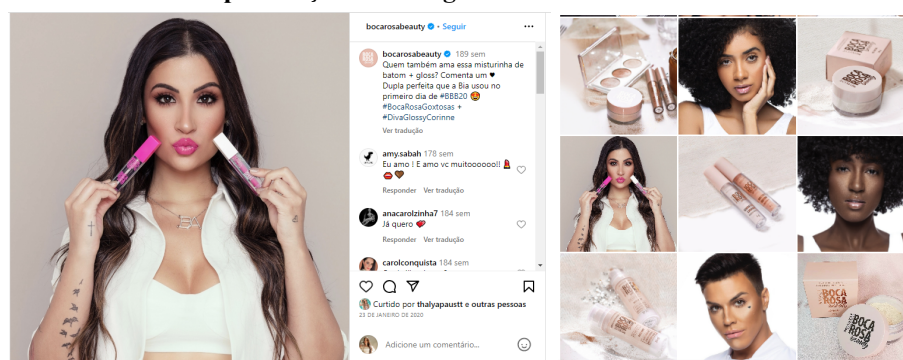 bocarosabeauty • Seguir
bocarosabeauty 189 sem
Quem também ama essa misturinha de
batom + gloss? Comenta um ♥
Dupla perfeita que a Bia usou no
primeiro dia de #BBB20 😍
#BocaRosaGoxtosas +
#DivaGlossyCorinne
Ver tradução
amy.sabah 178 sem
Eu amo ! E amo vc muitoooooo!! 💄
👄🤎
Responder Ver tradução
anacarolzinha7 184 sem
Já quero 💓
Responder Ver tradução
carolconquista 184 sem
Curtido por thalyapaustt e outras pessoas
23 DE JANEIRO DE 2020
Adicione um comentário...
BOCA
ROSA
BOCA
ROSA
BOCA
ROSA
beauty